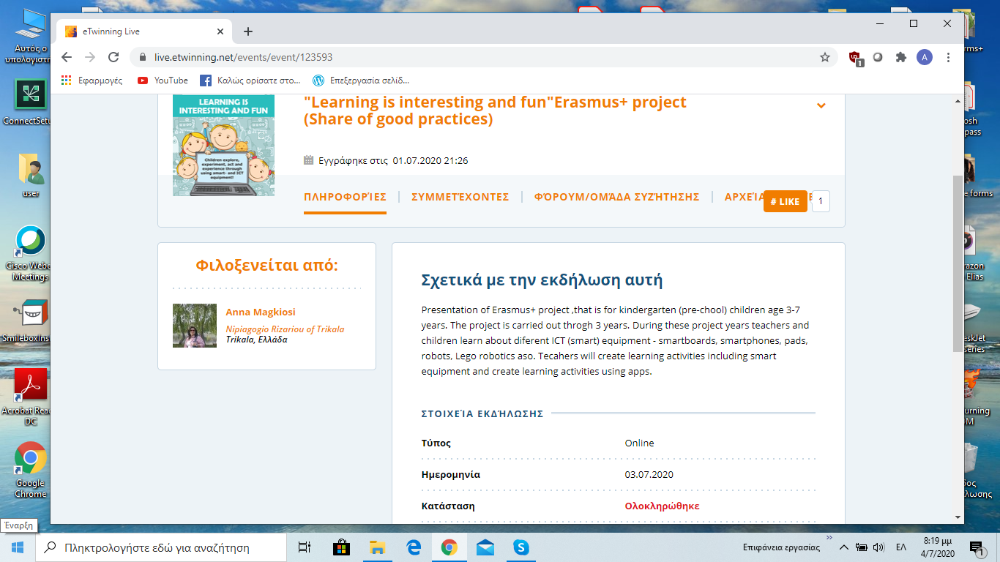 eTwinning Live
live.etwinning.net/events/event/123593
A
1
Εφαρμογές
YouTube
Καλώς ορίσατε στο...
Επεξεργασία σελίδ...
LEARNING IS
INTERESTING AND FUN
Children explore,
experiment, act and
experience through
using smart- and ICT
equipment!
"Learning is interesting and fun"Erasmus+ project
(Share of good practices)
Εγγράφηκε στις 01.07.2020 21:26
ΠΛΗΡΟΦΟΡΊΕΣ
ΣΥΜΜΕΤΈΧΟΝΤΕΣ
ΦΌΡΟΥΜ/ΟΜΆΔΑ ΣΥΖΉΤΗΣΗΣ
ΑΡΧΕΊΑ
# LIKE
1
Φιλοξενείται από:
Anna Magkiosi
Nipiagogio Rizariou of Trikala
Trikala, Ελλάδα
Σχετικά με την εκδήλωση αυτή
Presentation of Erasmus+ project ,that is for kindergarten (pre-chool) children age 3-7
years. The project is carried out throgh 3 years. During these project years teachers and
children learn about diferent ICT (smart) equipment - smartboards, smartphones, pads,
robots, Lego robotics aso. Tecahers will create learning activities including smart
equipment and create learning activities using apps.
ΣΤΟΙΧΕΊΑ ΕΚΔΉΛΩΣΗΣ
Τύπος Online
Ημερομηνία 03.07.2020
Κατάσταση Ολοκληρώθηκε
Αυτός ο
υπολογιστή
ConnectSetu
user
Cisco Webe
Meetings
SmileboxInst
Acrobat Rea
DC
Google
Chrome
rms+
osh
pass
e forms
razon
Elias
eskJet
series
urning
OM
δος
κλωσης
Έναρξη
Πληκτρολογήστε εδώ για αναζήτηση
Επιφάνεια εργασίας
ΕΛ
8:19 μμ
4/7/2020
1